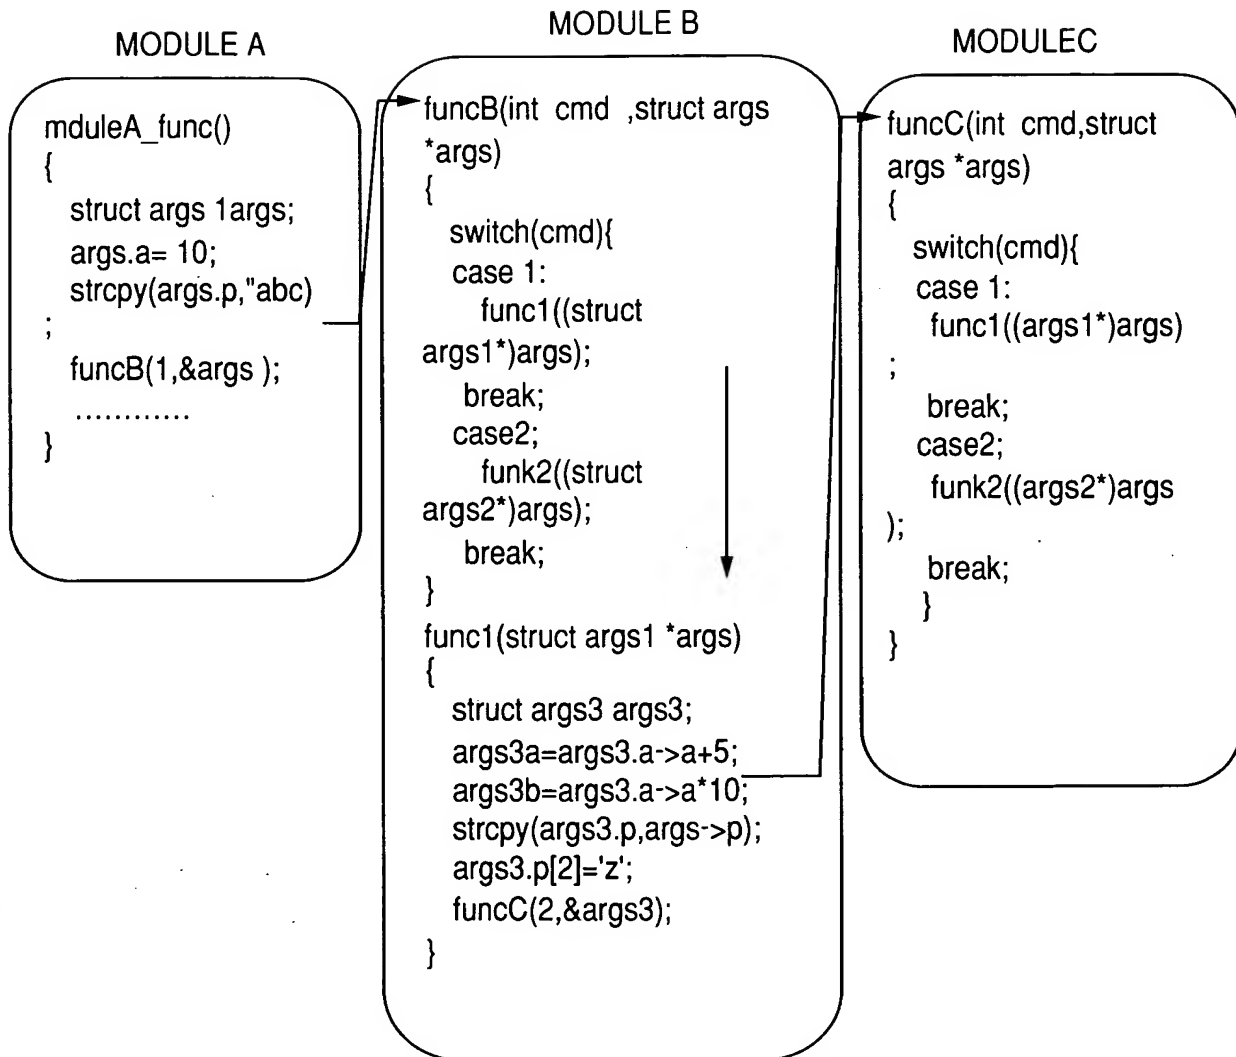 MODULE A
mduleA_func()
{
struct args 1args;
args.a= 10;
strcpy(args.p,"abc)
;
funcB(1,&args );
............
}
MODULE B
funcB(int cmd ,struct args
*args)
{
switch(cmd){
case 1:
func1((struct
args1*)args);
break;
case2;
funk2((struct
args2*)args);
break;
}
func1(struct args1 *args)
{
struct args3 args3;
args3a=args3.a->a+5;
args3b=args3.a->a*10;
strcpy(args3.p,args->p);
args3.p[2]='z';
funcC(2,&args3);
}
MODULEC
funcC(int cmd,struct
args *args)
{
switch(cmd){
case 1:
func1((args1*)args)
;
break;
case2;
funk2((args2*)args
);
break;
}
}